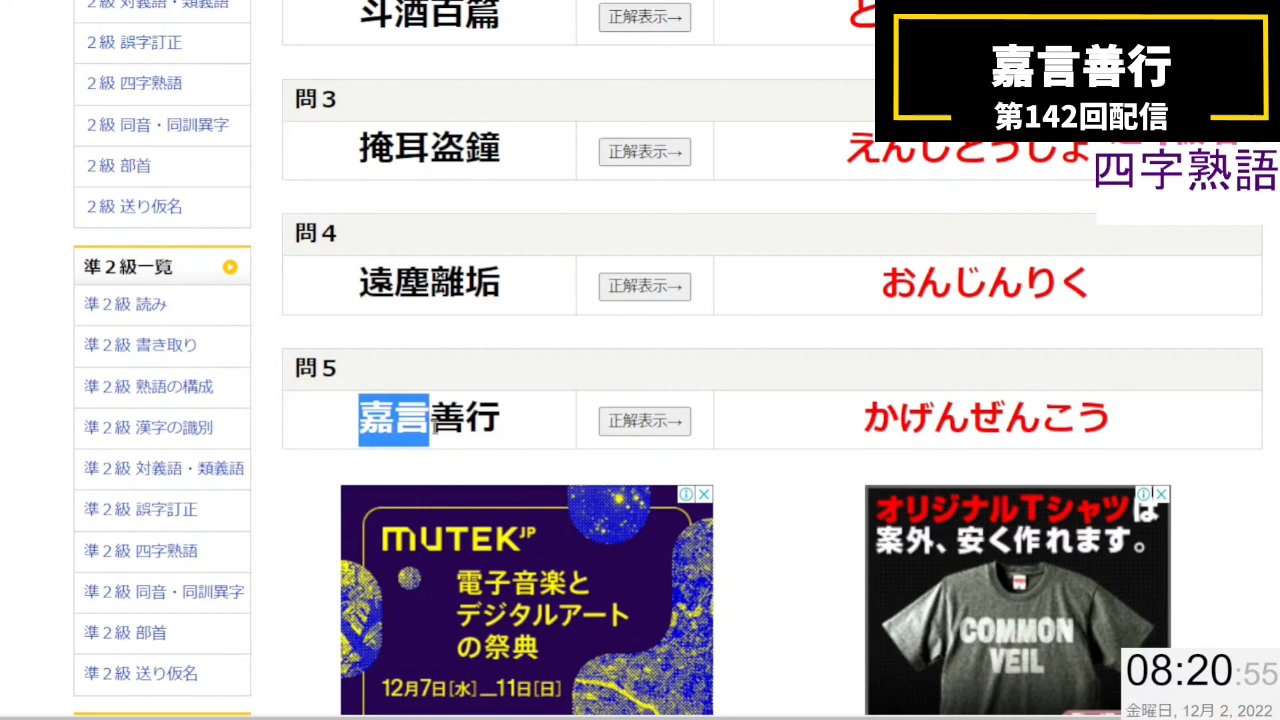 ２級 対義語・類義語
２級 誤字訂正
２級 四字熟語
２級 同音・同訓異字
２級 部首
２級 送り仮名
準２級一覧
準２級 読み
準２級 書き取り
準２級 熟語の構成
準２級 漢字の識別
準２級 対義語・類義語
準２級 誤字訂正
準２級 四字熟語
準２級 同音・同訓異字
準２級 部首
準２級 送り仮名
斗酒百篇
正解表示→
と
問３
掩耳盗鐘
正解表示→
えんじとうしょ
問４
遠塵離垢
正解表示→
おんじんりく
問５
嘉言善行
正解表示→
かげんぜんこう
嘉言善行
第142回配信
四字熟語
MUTEK JP
電子音楽と
デジタルアート
の祭典
12月7日[水]__11日[日]
オリジナルTシャツは
案外、安く作れます。
COMMON
VEIL
08:20:55
金曜日, 12月 2, 2022